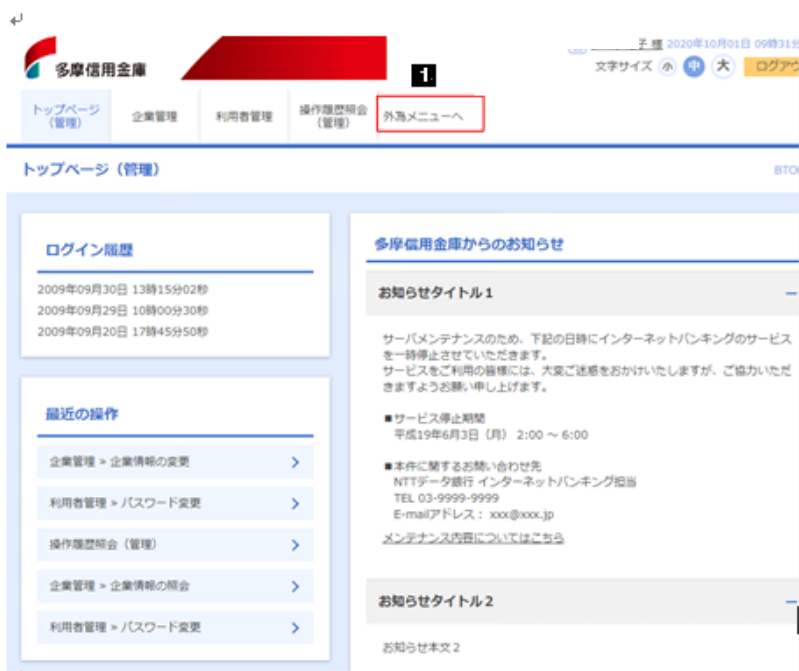 子 様 2020年10月01日 09時31分
多摩信用金庫
文字サイズ 小 中 大 ログアウ
1.
トップページ
(管理)
企業管理
利用者管理
操作履歴照会
(管理)
外為メニューへ
トップページ(管理)
BTO
ログイン履歴
2009年09月30日 13時15分02秒
2009年09月29日 10時00分30秒
2009年09月20日 17時45分50秒
最近の操作
企業管理 » 企業情報の変更
利用者管理 » パスワード変更
操作履歴照会(管理)
企業管理 » 企業情報の照会
利用者管理 » パスワード変更
多摩信用金庫からのお知らせ
お知らせタイトル1
サーバメンテナンスのため、下記の日時にインターネットバンキングのサービス
を一時停止させていただきます。
サービスをご利用の皆様には、大変ご迷惑をおかけいたしますが、ご協力いただ
きますようお願い申し上げます。
■サービス停止期間
平成19年6月3日(月) 2:00 ~ 6:00
■本件に関するお問い合わせ先
NTTデータ銀行 インターネットバンキング担当
TEL 03-9999-9999
E-mailアドレス: xxx@xxx.jp
メンテナンス内容についてはこちら
お知らせタイトル2
お知らせ本文2